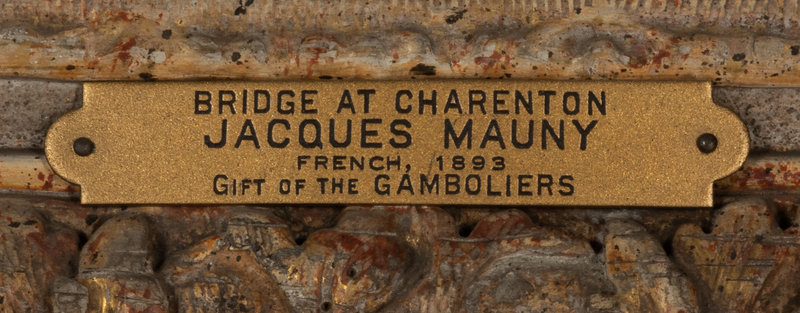 BRIDGE AT CHARENTON
JACQUES MAUNY
FRENCH, 1893
GIFT OF THE GAMBOLIERS